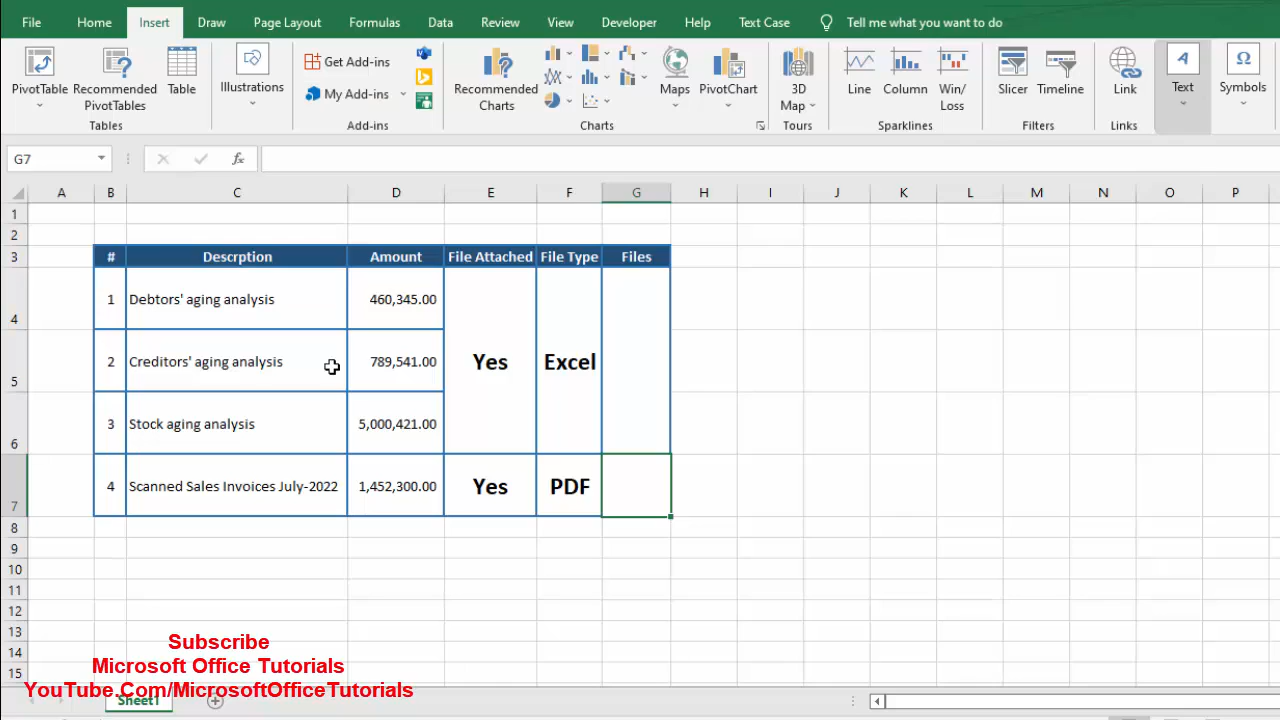 File Home Insert Draw Page Layout Formulas Data Review View Developer Help Text Case Tell me what you want to do
PivotTable Recommended PivotTables Table
Tables
Illustrations
Get Add-ins
My Add-ins
Add-ins
Recommended Charts
Maps PivotChart
Charts
3D Map
Tours
Line Column Win/Loss
Sparklines
Slicer Timeline
Filters
Link
Links
Text
Symbols
G7 fx
A B C D E F G H I J K L M N O P
1
2
3 # Descrption Amount File Attached File Type Files
4 1 Debtors' aging analysis 460,345.00
5 2 Creditors' aging analysis 789,541.00 Yes Excel
6 3 Stock aging analysis 5,000,421.00
7 4 Scanned Sales Invoices July-2022 1,452,300.00 Yes PDF
8
9
10
11
12
13
14
15
Subscribe
Microsoft Office Tutorials
YouTube.Com/MicrosoftOfficeTutorials
Sheet1